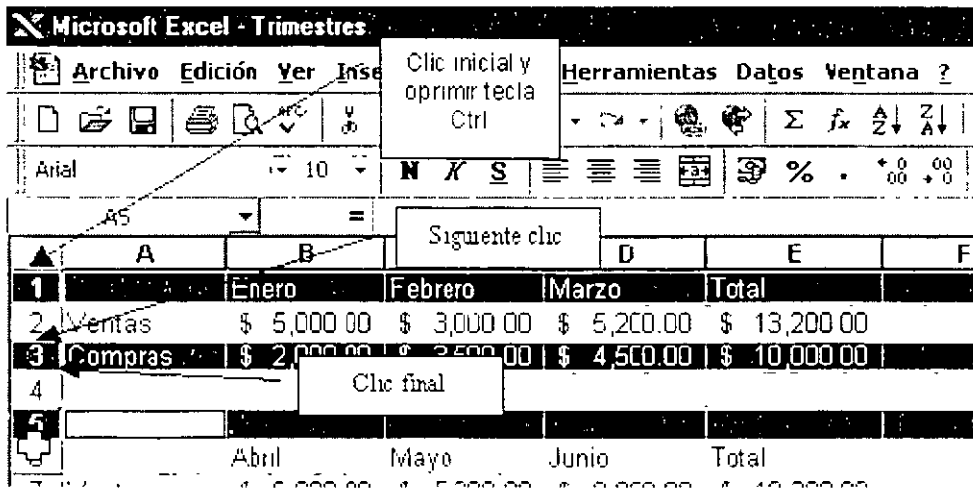 Microsoft Excel - Trimestres
Archivo Edición Ver Inse Herramientas Datos Ventana ?
Clic inicial y
oprimir tecla
Ctrl
Arial 10 N K S % .
A5 =
Siguiente clic
A B D E F
1 Enero Febrero Marzo Total
2 Ventas $ 5,000.00 $ 3,000.00 $ 5,200.00 $ 13,200.00
3 Compras $ $ $ 4,500.00 $ 10,000.00
Clic final
4
5
Abril Mayo Junio Total